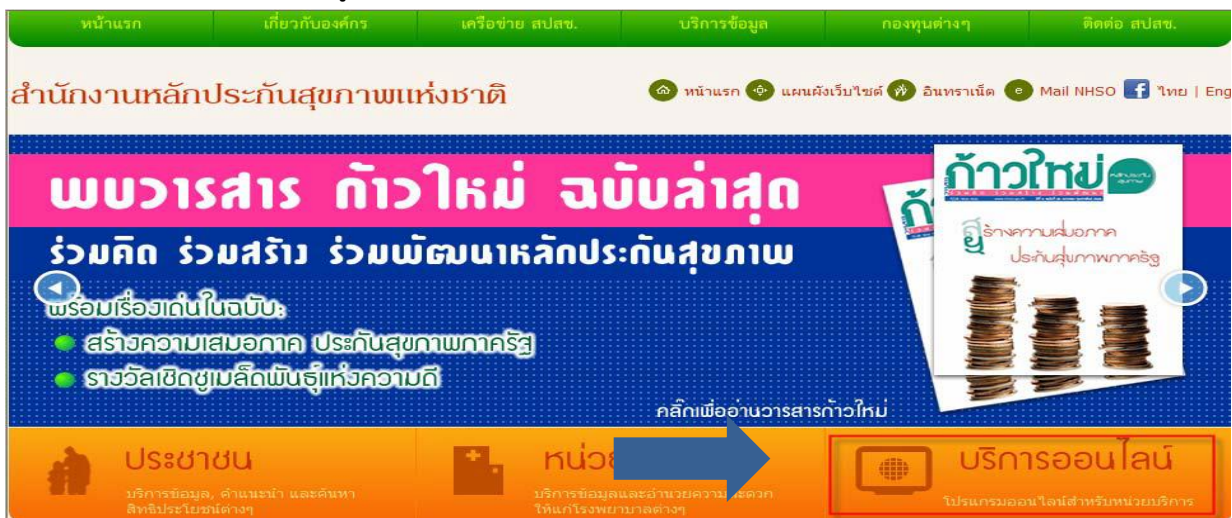 หน้าแรก เกี่ยวกับองค์กร เครือข่าย สปสช. บริการข้อมูล กองทุนต่างๆ ติดต่อ สปสช.
สำนักงานหลักประกันสุขภาพแห่งชาติ
หน้าแรก แผนผังเว็บไซต์ อินทราเน็ต Mail NHSO ไทย | Eng
พบวารสาร ก้าวใหม่ ฉบับล่าสุด
ร่วมคิด ร่วมสร้าง ร่วมพัฒนาหลักประกันสุขภาพ
พร้อมเรื่องเด่นในฉบับ:
สร้างความเสมอภาค ประกันสุขภาพภาครัฐ
รางวัลเชิดชูเมล็ดพันธุ์แห่งความดี
คลิ๊กเพื่ออ่านวารสารก้าวใหม่
ก้าวใหม่
หลักประกันสุขภาพ
สร้างความเสมอภาค
ประกันสุขภาพภาครัฐ
ประชาชน
บริการข้อมูล, คำแนะนำ และค้นหา
สิทธิประโยชน์ต่างๆ
หน่วย
บริการข้อมูลและอำนวยความสะดวก
ให้แก่โรงพยาบาลต่างๆ
บริการออนไลน์
โปรแกรมออนไลน์สำหรับหน่วยบริการ